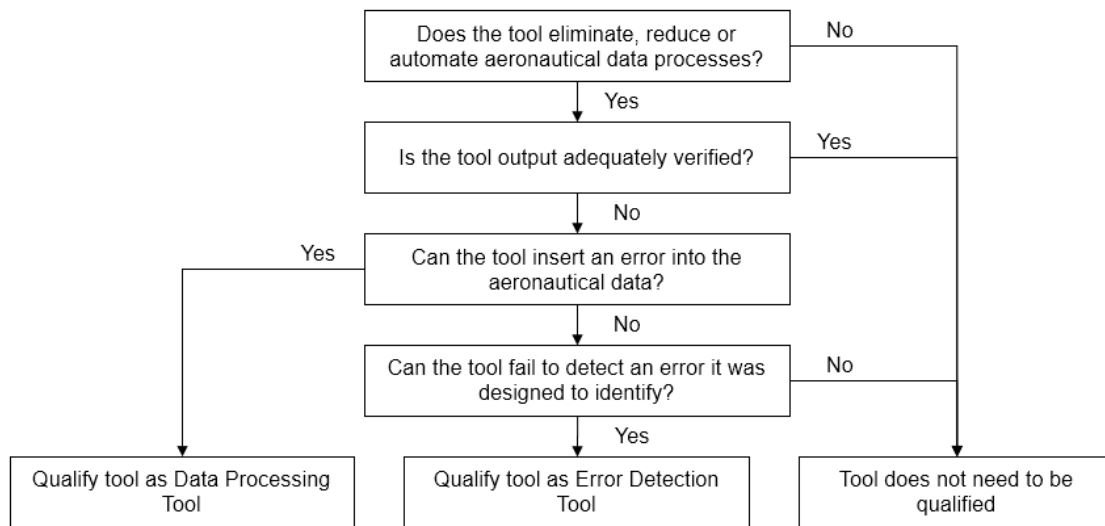 Does the tool eliminate, reduce or
automate aeronautical data processes?
No
Yes
Is the tool output adequately verified?
Yes
No
Yes
Can the tool insert an error into the
aeronautical data?
No
Can the tool fail to detect an error it was
designed to identify?
No
Yes
Qualify tool as Data Processing
Tool
Qualify tool as Error Detection
Tool
Tool does not need to be
qualified